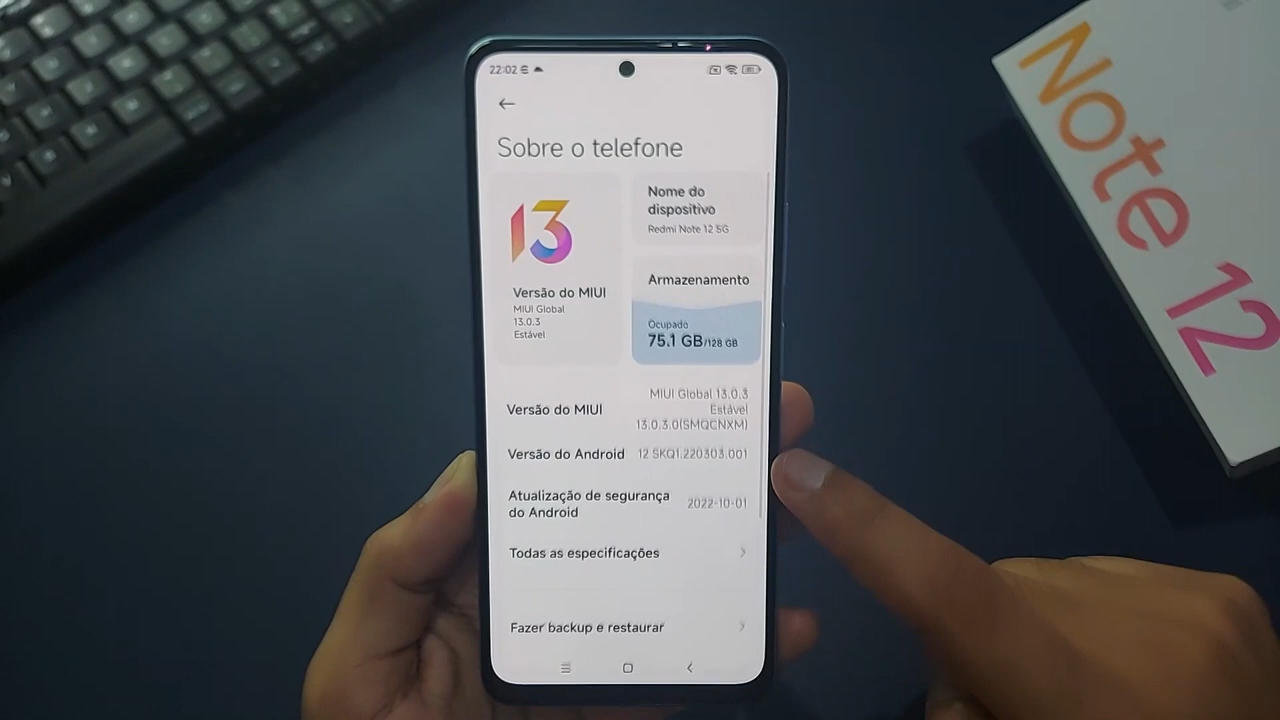 22:02
Sobre o telefone
13
Versão do MIUI
MIUI Global
13.0.3
Estável
Nome do
dispositivo
Redmi Note 12 5G
Armazenamento
Ocupado
75.1 GB/128 GB
Versão do MIUI
MIUI Global 13.0.3
Estável
13.0.3.0(SMQCNXM)
Versão do Android
12 SKQ1.220303.001
Atualização de segurança
do Android
2022-10-01
Todas as especificações
Fazer backup e restaurar
Note 12